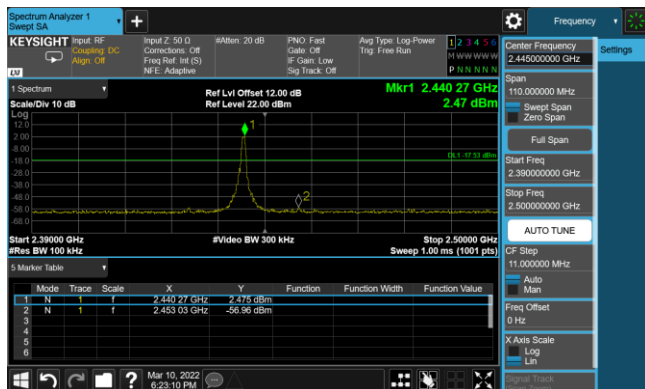 Spectrum Analyzer 1
Swept SA
Frequency
KEYSIGHT
Input: RF
Coupling: DC
Align: Off
Input Z: 50 Ω
Corrections: Off
Freq Ref: Int (S)
NFE: Adaptive
#Atten: 20 dB
PNO: Fast
Gate: Off
IF Gain: Low
Sig Track: Off
Avg Type: Log-Power
Trig: Free Run
1 2 3 4 5 6
M W W W W W
P N N N N N
LXI
1 Spectrum
Scale/Div 10 dB
Ref Lvl Offset 12.00 dB
Ref Level 22.00 dBm
Mkr1 2.440 27 GHz
2.47 dBm
Log
12.0
2.00
-8.00
-18.0
-28.0
-38.0
-48.0
-58.0
-68.0
1
2
DL1 -17.53 dBm
Start 2.39000 GHz
#Res BW 100 kHz
#Video BW 300 kHz
Stop 2.50000 GHz
Sweep 1.00 ms (1001 pts)
5 Marker Table
Mode Trace Scale X Y Function Function Width Function Value
1 N 1 f 2.440 27 GHz 2.475 dBm
2 N 1 f 2.453 03 GHz -56.96 dBm
3
4
5
6
Mar 10, 2022
6:23:10 PM
Center Frequency
2.445000000 GHz
Span
110.000000 MHz
Swept Span
Zero Span
Full Span
Start Freq
2.390000000 GHz
Stop Freq
2.500000000 GHz
AUTO TUNE
CF Step
11.000000 MHz
Auto
Man
Freq Offset
0 Hz
X Axis Scale
Log
Lin
Signal Track
Settings